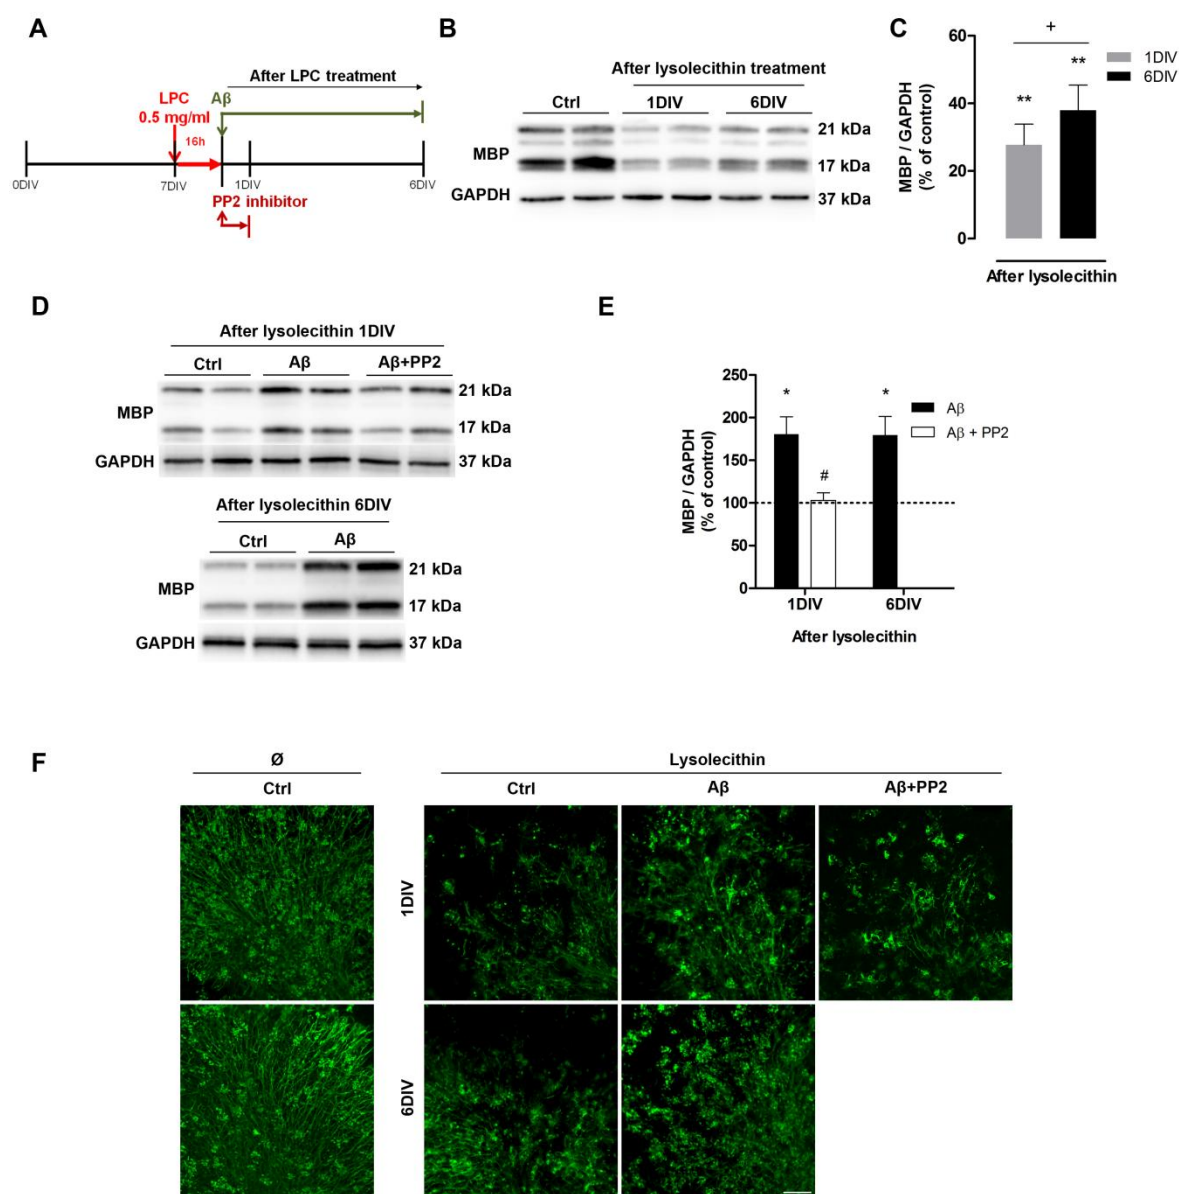 A
After LPC treatment
Aβ
LPC
0.5 mg/ml
16h
0DIV
7DIV
1DIV
6DIV
PP2 inhibitor
B
After lysolecithin treatment
Ctrl 1DIV 6DIV
MBP
21 kDa
17 kDa
GAPDH 37 kDa
C
MBP / GAPDH
(% of control)
60
40
20
0
+
**
**
1DIV
6DIV
After lysolecithin
D
After lysolecithin 1DIV
Ctrl Aβ Aβ+PP2
MBP
21 kDa
17 kDa
GAPDH 37 kDa
After lysolecithin 6DIV
Ctrl Aβ
MBP
21 kDa
17 kDa
GAPDH 37 kDa
E
MBP / GAPDH
(% of control)
250
200
150
100
50
0
*
#
*
Aβ
Aβ + PP2
1DIV 6DIV
After lysolecithin
F
Ø Lysolecithin
Ctrl Ctrl Aβ Aβ+PP2
1DIV
6DIV